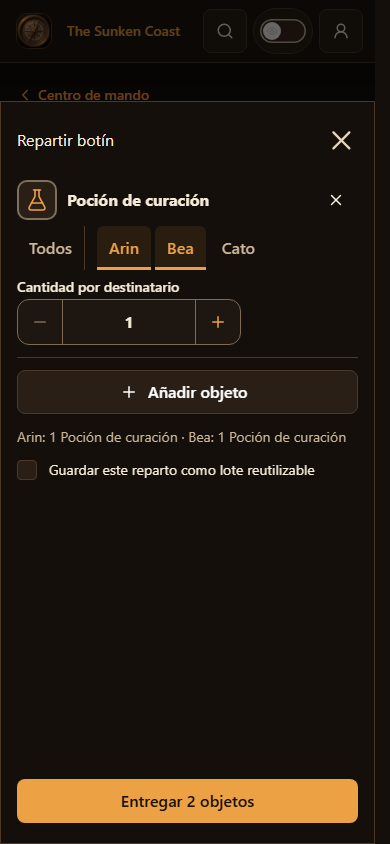 The Sunken Coast
Centro de mando
Repartir botín
Poción de curación
Todos Arin Bea Cato
Cantidad por destinatario
1
Añadir objeto
Arin: 1 Poción de curación · Bea: 1 Poción de curación
Guardar este reparto como lote reutilizable
Entregar 2 objetos